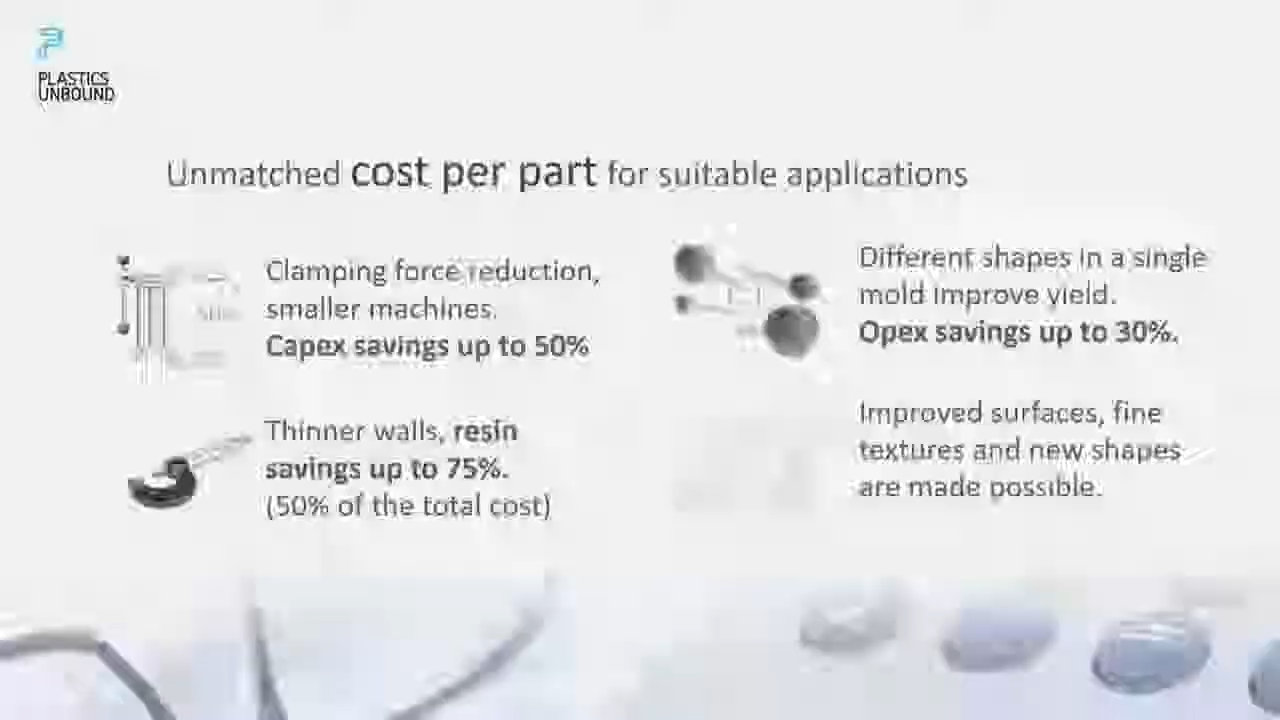 PLASTICS
UNBOUND
Unmatched cost per part for suitable applications
Clamping force reduction,
smaller machines.
Capex savings up to 50%
Thinner walls, resin
savings up to 75%.
(50% of the total cost)
Different shapes in a single
mold improve yield.
Opex savings up to 30%.
Improved surfaces, fine
textures and new shapes
are made possible.